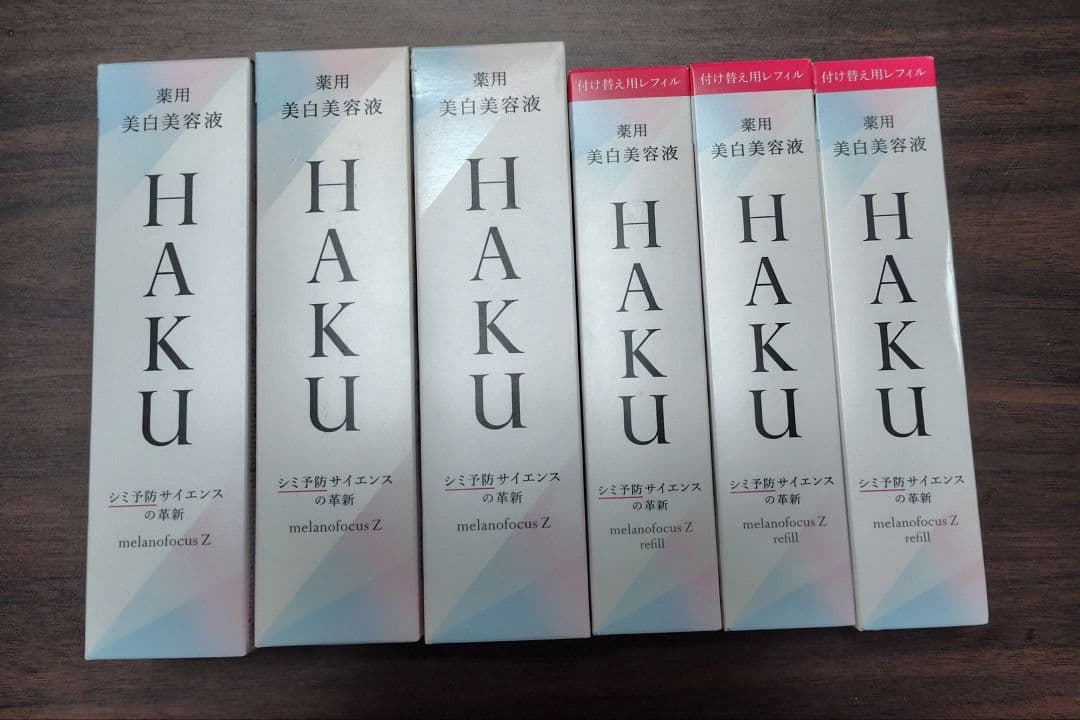 薬用
美白美容液
HAKU
シミ予防サイエンス
の革新
melanofocus Z
薬用
美白美容液
HAKU
シミ予防サイエンス
の革新
melanofocus Z
薬用
美白美容液
HAKU
シミ予防サイエンス
の革新
melanofocus Z
付け替え用レフィル
薬用
美白美容液
HAKU
シミ予防サイエンス
の革新
melanofocus Z
refill
付け替え用レフィル
薬用
美白美容液
HAKU
シミ予防サイエンス
の革新
melanofocus Z
refill
付け替え用レフィル
薬用
美白美容液
HAKU
シミ予防サイエンス
の革新
melanofocus Z
refill